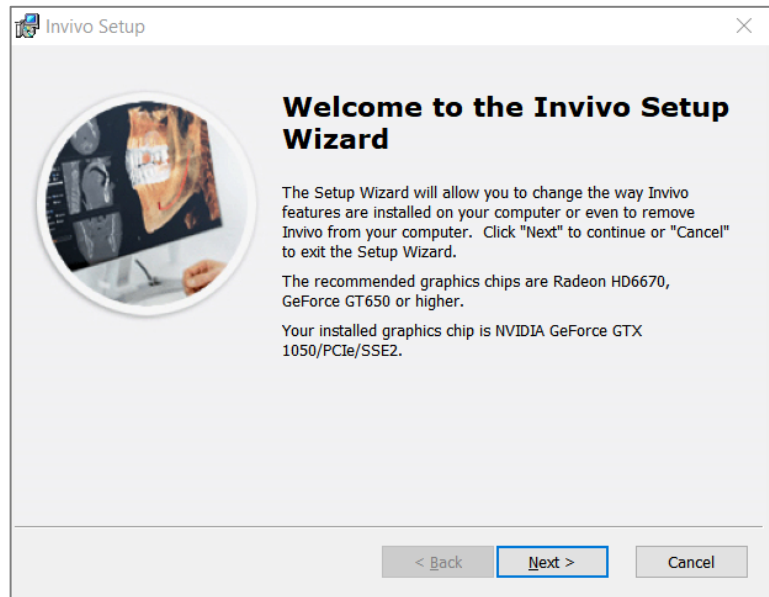 Invivo Setup
Welcome to the Invivo Setup
Wizard
The Setup Wizard will allow you to change the way Invivo
features are installed on your computer or even to remove
Invivo from your computer.  Click "Next" to continue or "Cancel"
to exit the Setup Wizard.
The recommended graphics chips are Radeon HD6670,
GeForce GT650 or higher.
Your installed graphics chip is NVIDIA GeForce GTX
1050/PCIe/SSE2.
< Back
Next >
Cancel